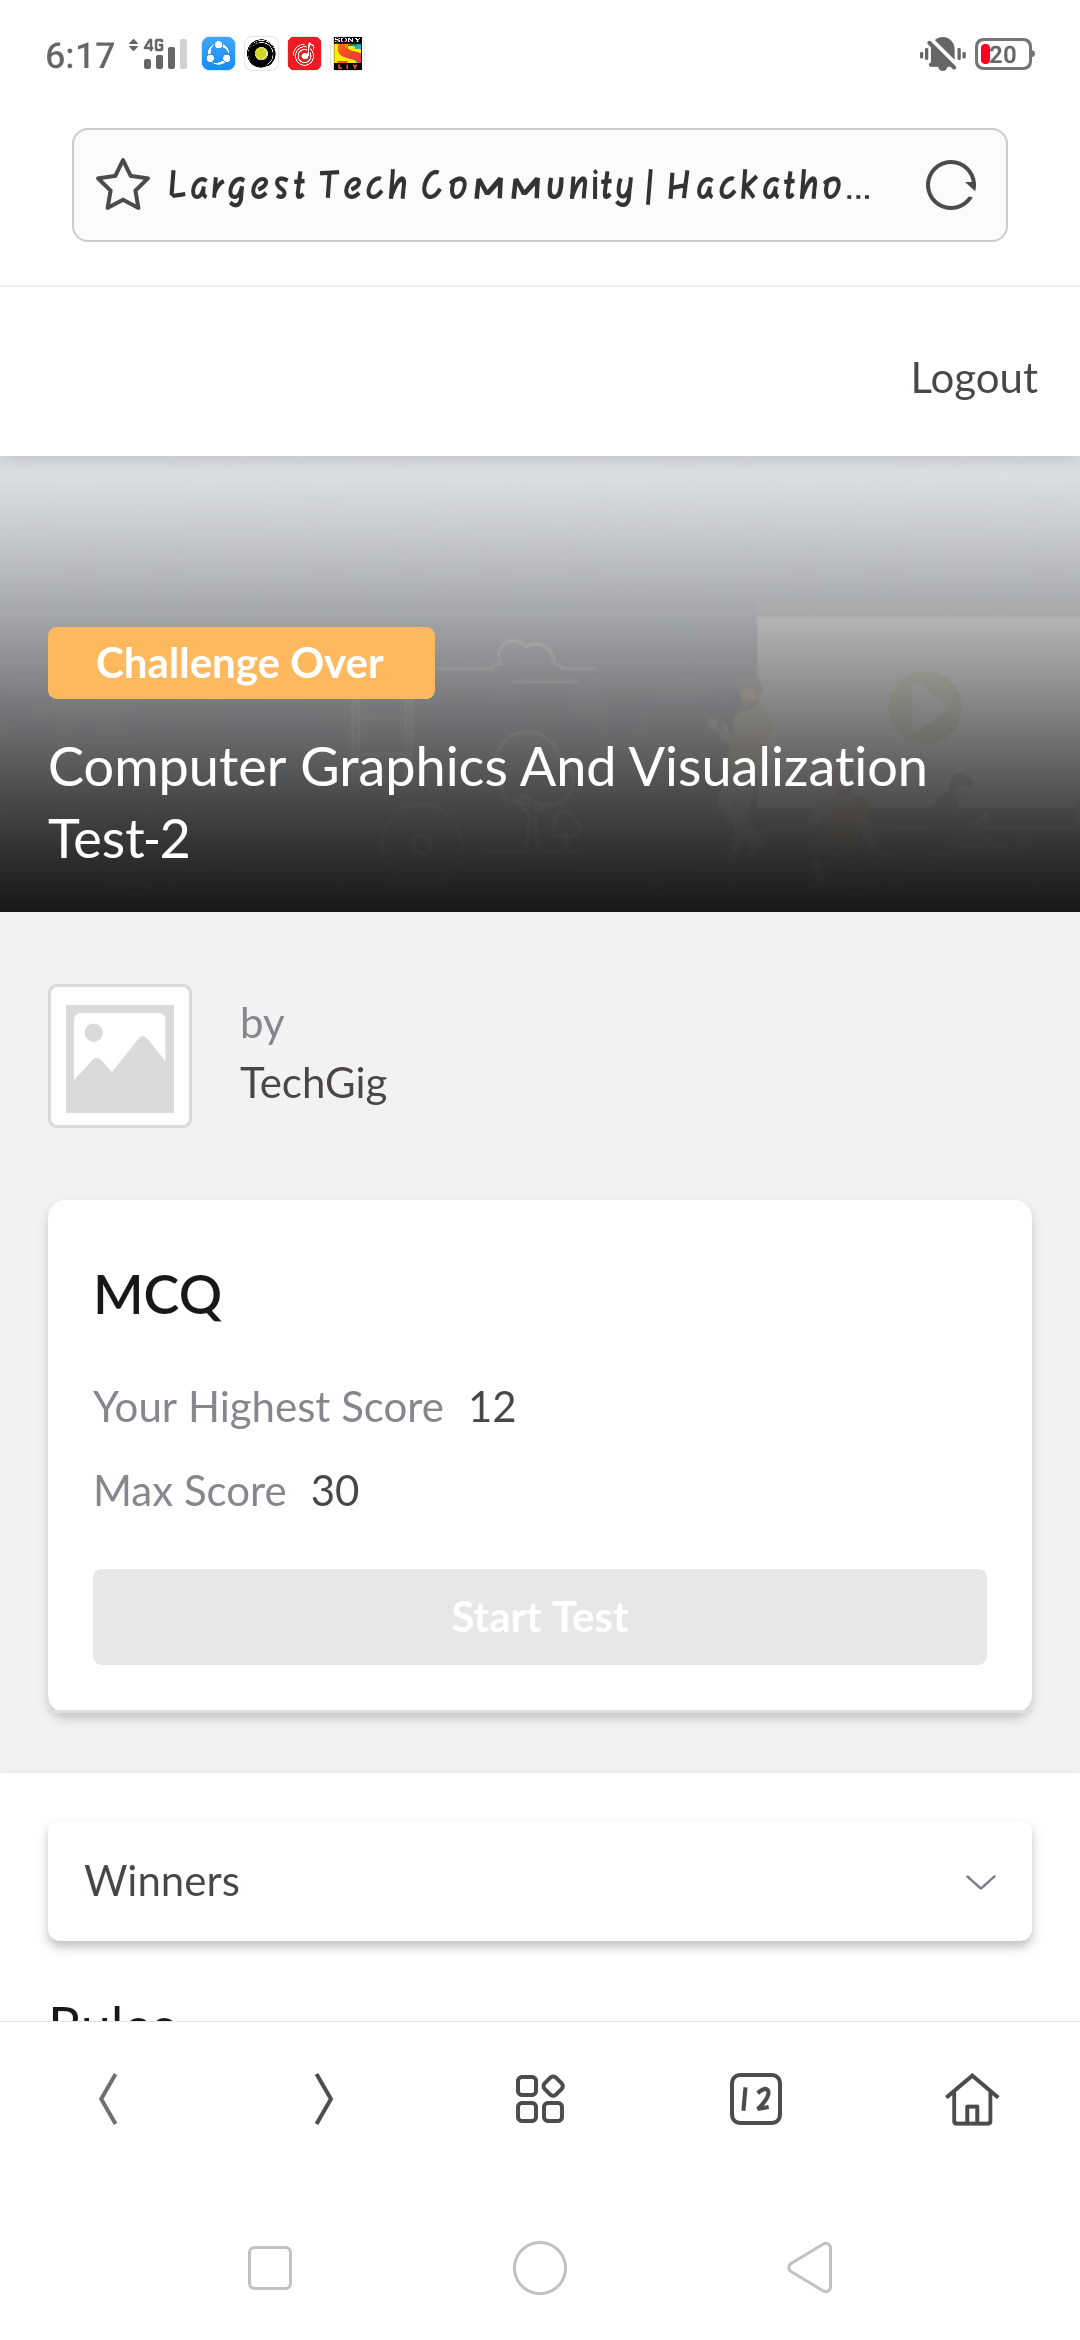 6:17 4G 20
Largest Tech Community | Hackatho...
Logout
Challenge Over
Computer Graphics And Visualization
Test-2
by
TechGig
MCQ
Your Highest Score 12
Max Score 30
Start Test
Winners
Rules
12